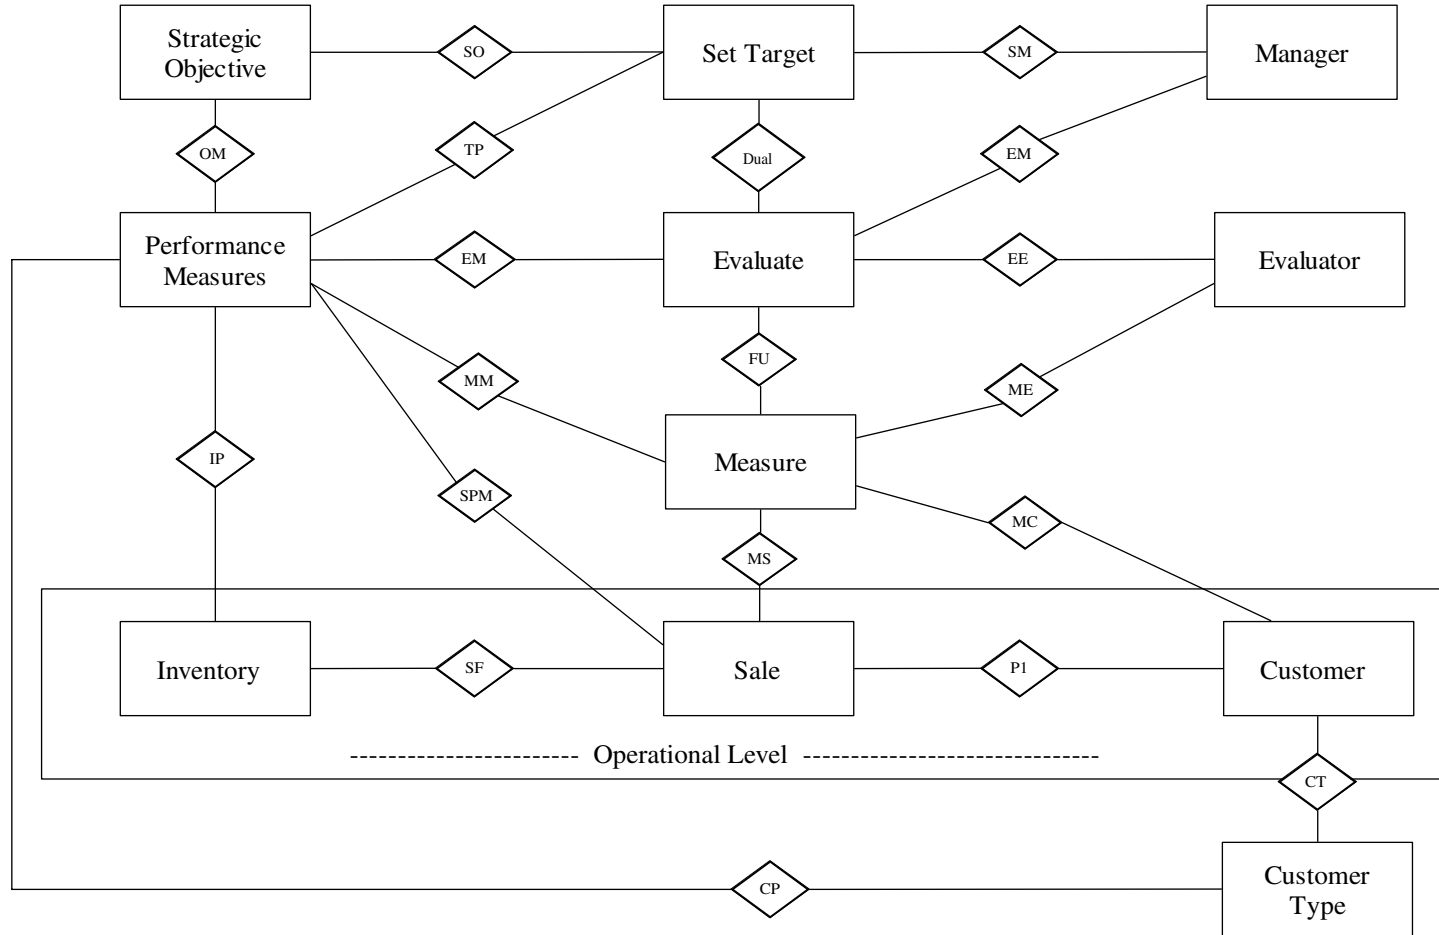 Strategic
Objective
SO
Set Target
SM
Manager
OM
TP
Dual
EM
Performance
Measures
EM
Evaluate
EE
Evaluator
FU
MM
ME
IP
Measure
SPM
MC
MS
Inventory
SF
Sale
P1
Customer
---------------------- Operational Level ----------------------------
CT
CP
Customer
Type